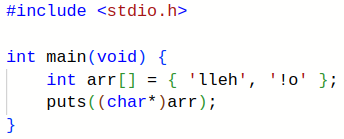 #include <stdio.h>

int main(void) {
    int arr[] = { 'lleh', '!o' };
    puts((char*)arr);
}